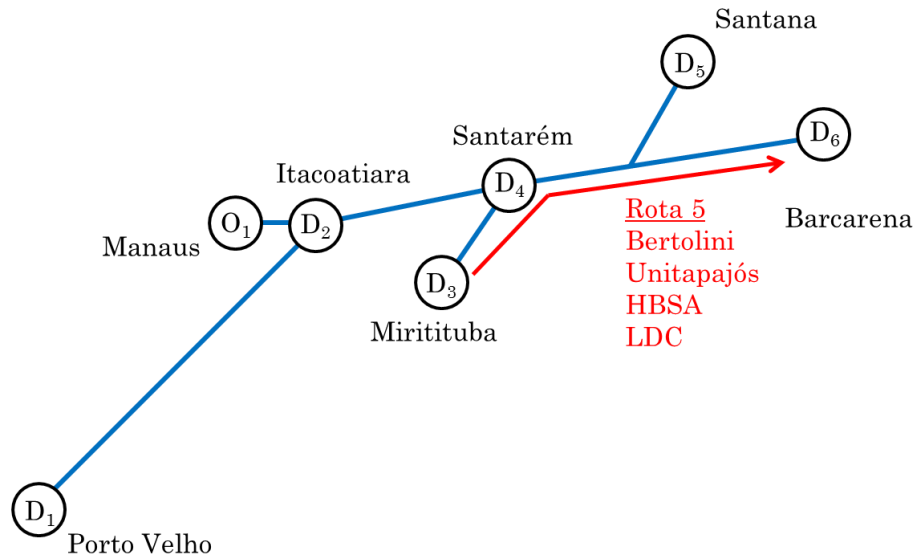 Santana
D5
Santarém
D6
Itacoatiara
D4
O1
D2
Manaus
Barcarena
D3
Miritituba
Rota 5
Bertolini
Unitapajós
HBSA
LDC
D1
Porto Velho